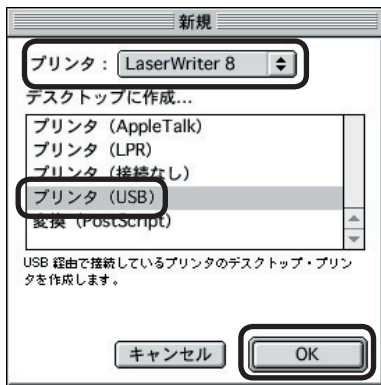 新規
プリンタ： LaserWriter 8
デスクトップに作成...
プリンタ（AppleTalk）
プリンタ（LPR）
プリンタ（接続なし）
プリンタ（USB）
変換（PostScript）
USB 経由で接続しているプリンタのデスクトップ・プリン
タを作成します。
キャンセル OK